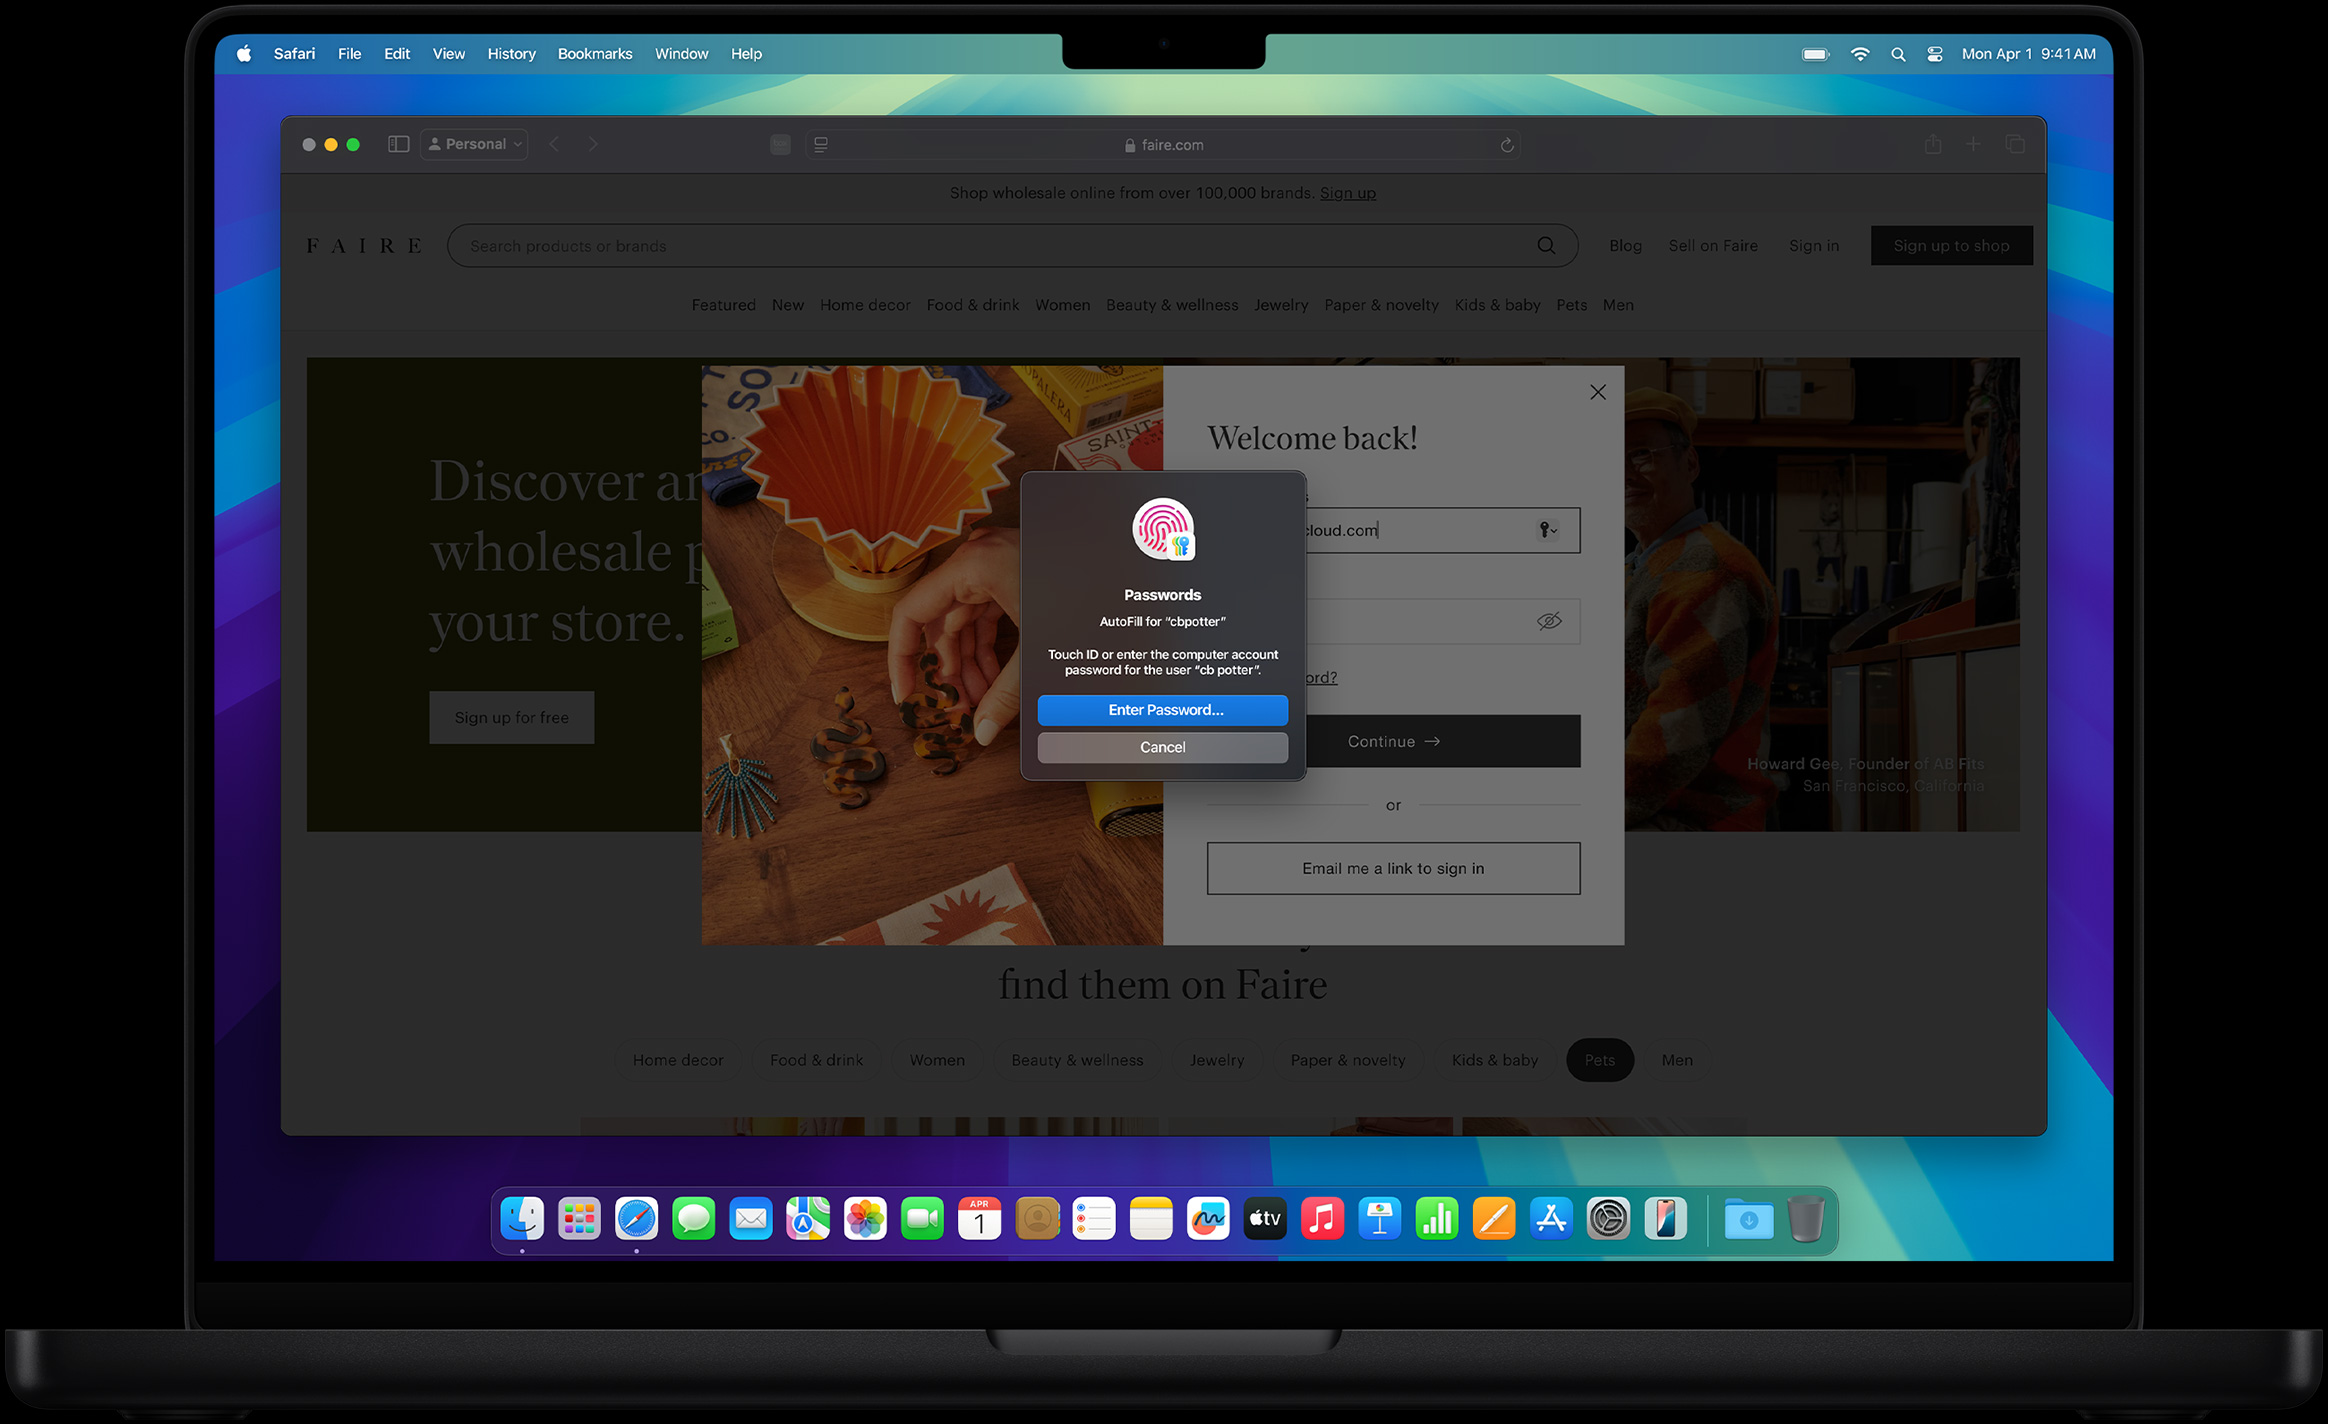 Safari File Edit View History Bookmarks Window Help
Mon Apr 1 9:41 AM
Personal
faire.com
Shop wholesale online from over 100,000 brands. Sign up
FAIRE
Search products or brands
Blog Sell on Faire Sign in Sign up to shop
Featured New Home decor Food & drink Women Beauty & wellness Jewelry Paper & novelty Kids & baby Pets Men
Discover
wholesale
your store.
Sign up for free
SAINT
Welcome back!
cloud.com
Passwords
AutoFill for “cbpotter”
Touch ID or enter the computer account
password for the user “cb potter”.
Enter Password...
Cancel
Continue →
or
Email me a link to sign in
Howard Gee, Founder of AB Fits
San Francisco, California
find them on Faire
Home decor Food & drink Women Beauty & wellness Jewelry Paper & novelty Kids & baby Pets Men
APR
1
tv